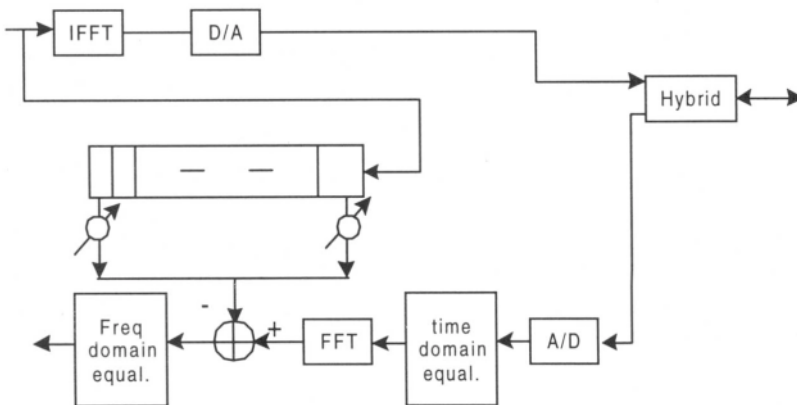 IFFT
D/A
Hybrid
-
+
Freq
domain
equal.
FFT
time
domain
equal.
A/D